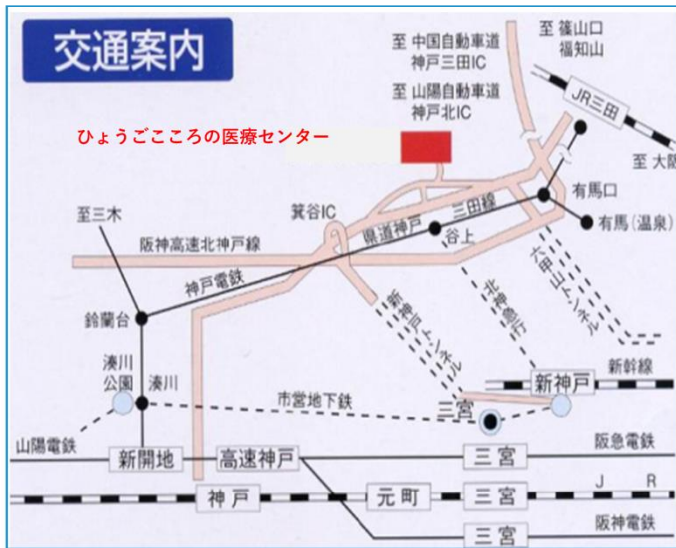 交通案内
至 中国自動車道
神戸三田IC
至 山陽自動車道
神戸北IC
至 篠山口
福知山
JR三田
至 大阪
ひょうごこころの医療センター
至三木
箕谷IC
阪神高速北神戸線
県道神戸
三田線
谷上
有馬口
有馬(温泉)
神戸電鉄
鈴蘭台
新神戸トンネル
北神急行
六甲山トンネル
湊川
公園
湊川
市営地下鉄
三宮
新神戸
新幹線
山陽電鉄
新開地
高速神戸
三宮
阪急電鉄
神戸
元町
三宮
J R
三宮
阪神電鉄